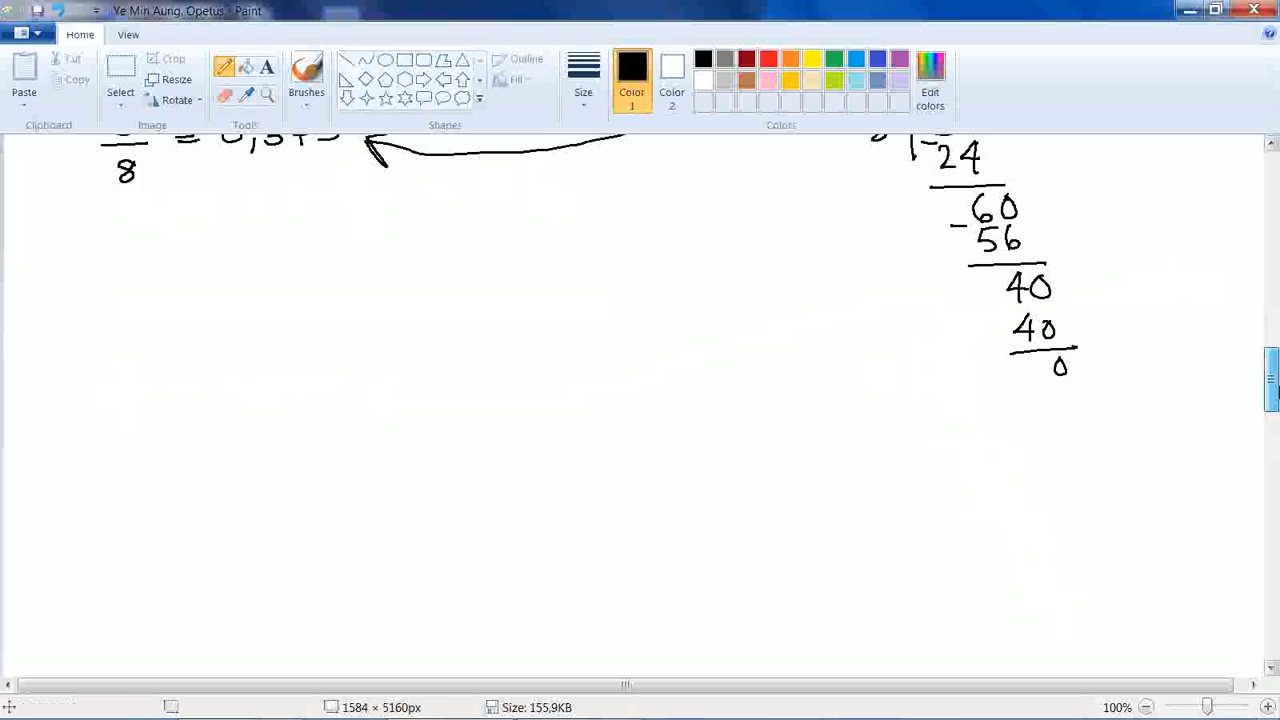 Ye Min Aung, Opetus - Paint
Home
View
Paste
Clipboard
Cut
Copy
Select
Crop
Resize
Rotate
Image
Tools
Brushes
Shapes
Outline
Fill
Size
Color 1
Color 2
Edit colors
Colors
8
24
60
- 56
40
40
0
1584 × 5160px
Size: 155,9KB
100%